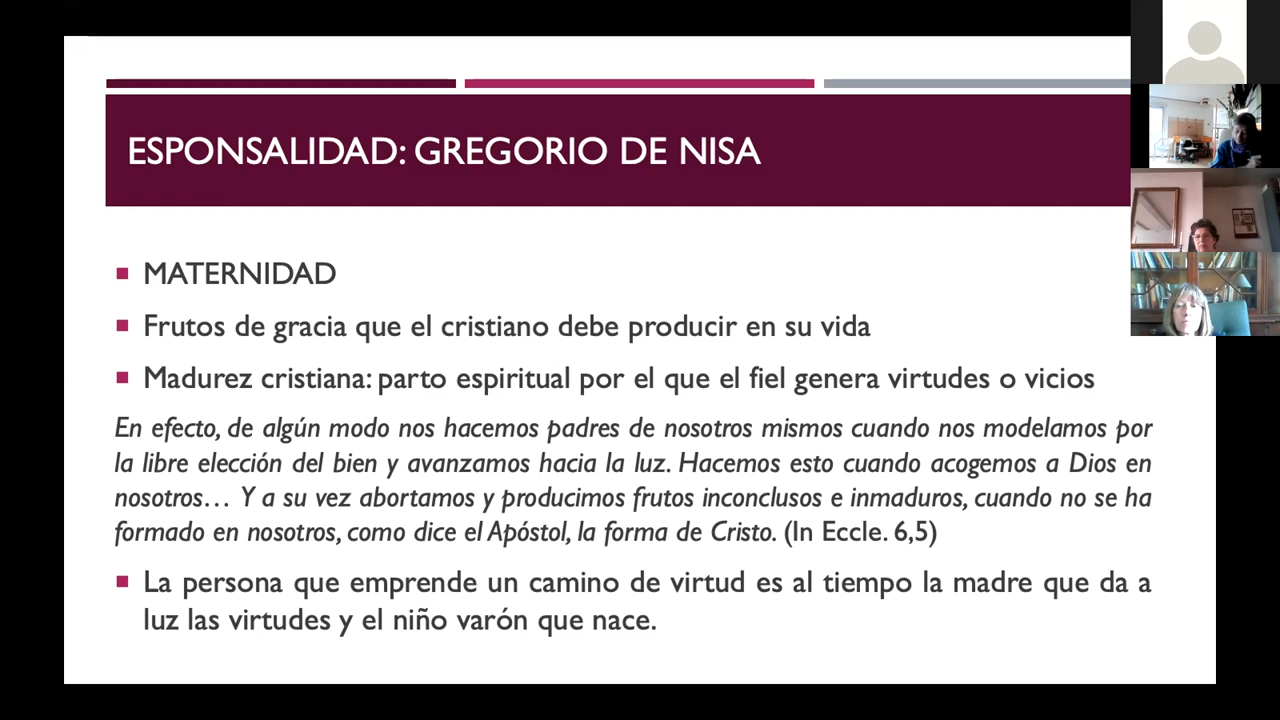 ESPONSALIDAD: GREGORIO DE NISA
MATERNIDAD
Frutos de gracia que el cristiano debe producir en su vida
Madurez cristiana: parto espiritual por el que el fiel genera virtudes o vicios
En efecto, de algún modo nos hacemos padres de nosotros mismos cuando nos modelamos por
la libre elección del bien y avanzamos hacia la luz. Hacemos esto cuando acogemos a Dios en
nosotros… Y a su vez abortamos y producimos frutos inconclusos e inmaduros, cuando no se ha
formado en nosotros, como dice el Apóstol, la forma de Cristo. (In Eccle. 6,5)
La persona que emprende un camino de virtud es al tiempo la madre que da a
luz las virtudes y el niño varón que nace.